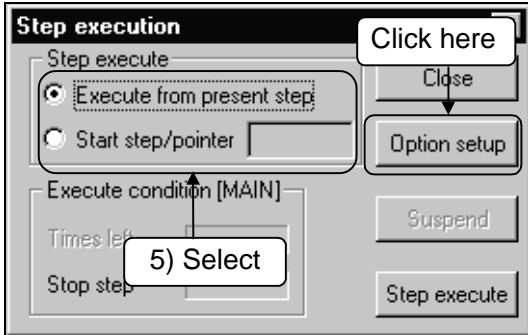 Step execution
Click here
Step execute
Close
Execute from present step
Start step/pointer
Option setup
Execute condition [MAIN]
Times left
Suspend
5) Select
Stop step
Step execute